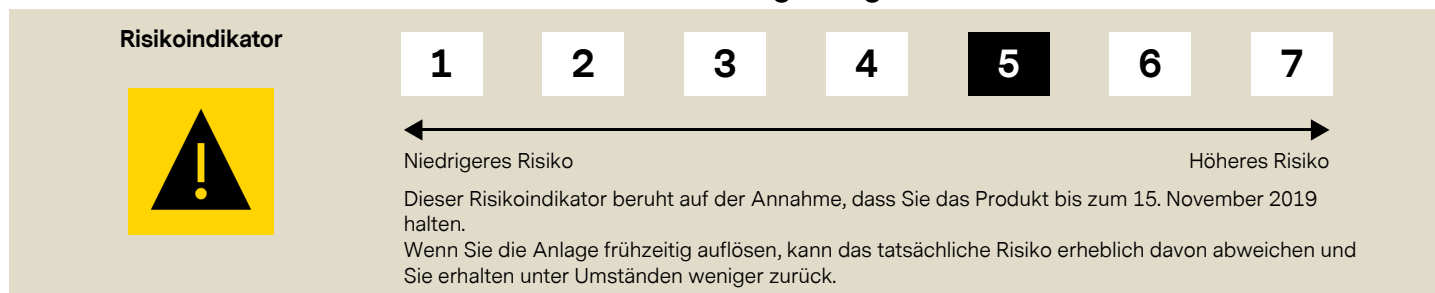 Risikoindikator
1 2 3 4 5 6 7
Niedrigeres Risiko Höheres Risiko
Dieser Risikoindikator beruht auf der Annahme, dass Sie das Produkt bis zum 15. November 2019
halten.
Wenn Sie die Anlage frühzeitig auflösen, kann das tatsächliche Risiko erheblich davon abweichen und
Sie erhalten unter Umständen weniger zurück.